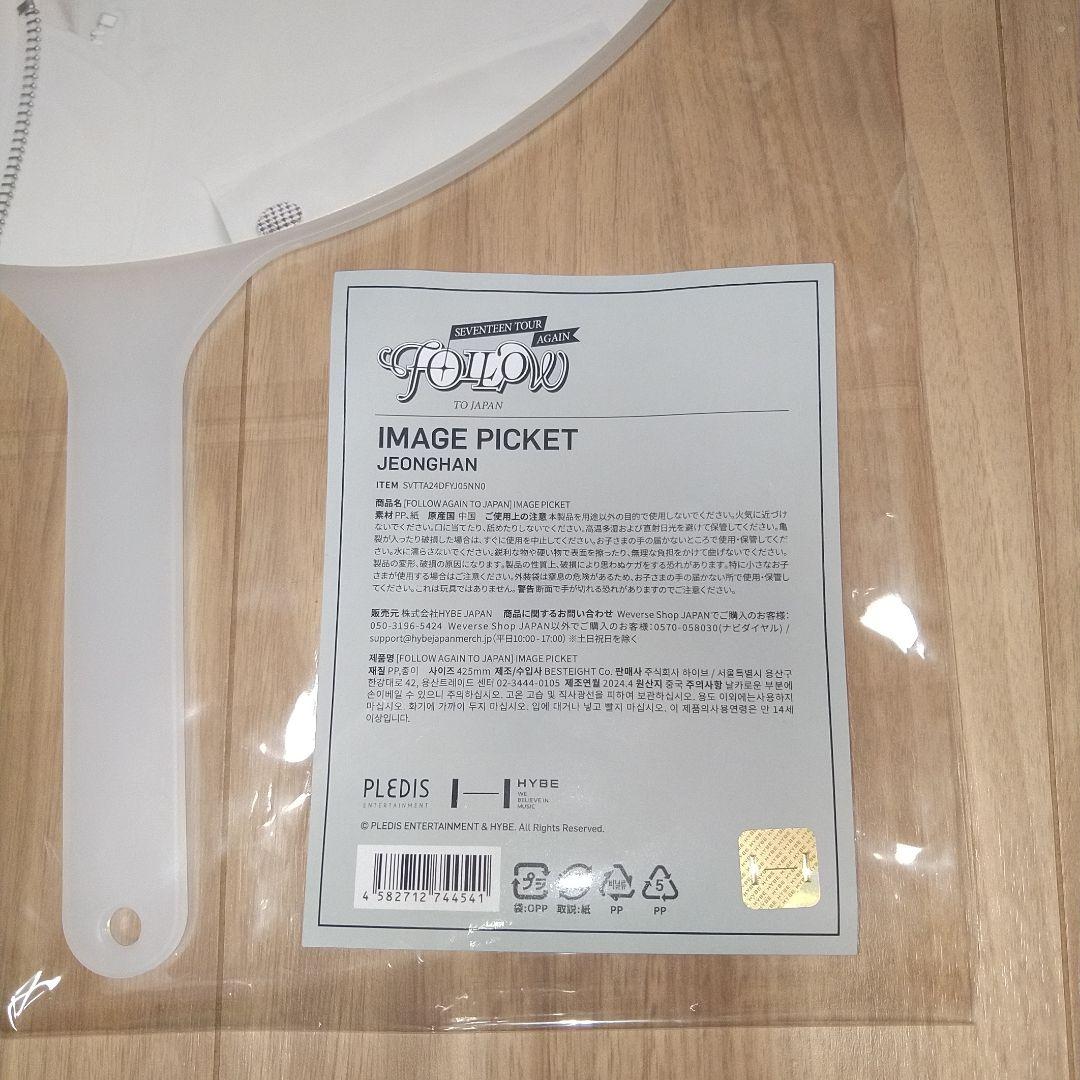 SEVENTEEN TOUR
AGAIN
FOLLOW
TO JAPAN
IMAGE PICKET
JEONGHAN
ITEM SVTTA24DFYJ05NN0
商品名 [FOLLOW AGAIN TO JAPAN] IMAGE PICKET
素材 PP、紙 原産国 中国 ご使用上の注意 本製品を用途以外の目的で使用しないでください。火気に近づけ
ないでください。口に当てたり、舐めたりしないでください。高温多湿および直射日光を避けて保管してください。亀
裂が入ったり破損した場合は、すぐに使用を中止してください。お子さまの手の届かないところで使用・保管してくだ
さい。水に濡らさないでください。鋭利な物や硬い物で表面を擦ったり、無理な負担をかけて曲げないでください。
製品の変形、破損の原因になります。製品の性質上、破損により思わぬケガをする恐れがあります。特に小さなお子
さまが使用する場合はご注意ください。外装袋は窒息の危険があるため、お子さまの手の届かない所で使用・保管し
てください。これは玩具ではありません。警告 断面で手が切れる恐れがありますのでご注意ください。
販売元 株式会社HYBE JAPAN 商品に関するお問い合わせ Weverse Shop JAPANでご購入のお客様:
050-3196-5424 Weverse Shop JAPAN以外でご購入のお客様:0570-058030(ナビダイヤル) /
support@hybejapanmerch.jp(平日10:00 - 17:00) ※土日祝日を除く
제품명 [FOLLOW AGAIN TO JAPAN] IMAGE PICKET
재질 PP,종이 사이즈 425mm 제조/수입사 BESTEIGHT Co. 판매사 주식회사 하이브 / 서울특별시 용산구
한강대로 42, 용산트레이드 센터 02-3444-0105 제조연월 2024.4 원산지 중국 주의사항 날카로운 부분에
손이베일 수 있으니 주의하십시오. 고온 고습 및 직사광선을 피하여 보관하십시오. 용도 이외에는사용하지
마십시오. 화기에 가까이 두지 마십시오. 입에 대거나 넣고 빨지 마십시오. 이 제품의사용연령은 만 14세
이상입니다.
PLEDIS
ENTERTAINMENT
HYBE
WE
BELIEVE IN
MUSIC
© PLEDIS ENTERTAINMENT & HYBE. All Rights Reserved.
4 582712 744541
プラ
袋:OPP
取説:紙
비닐류
PP
5
PP